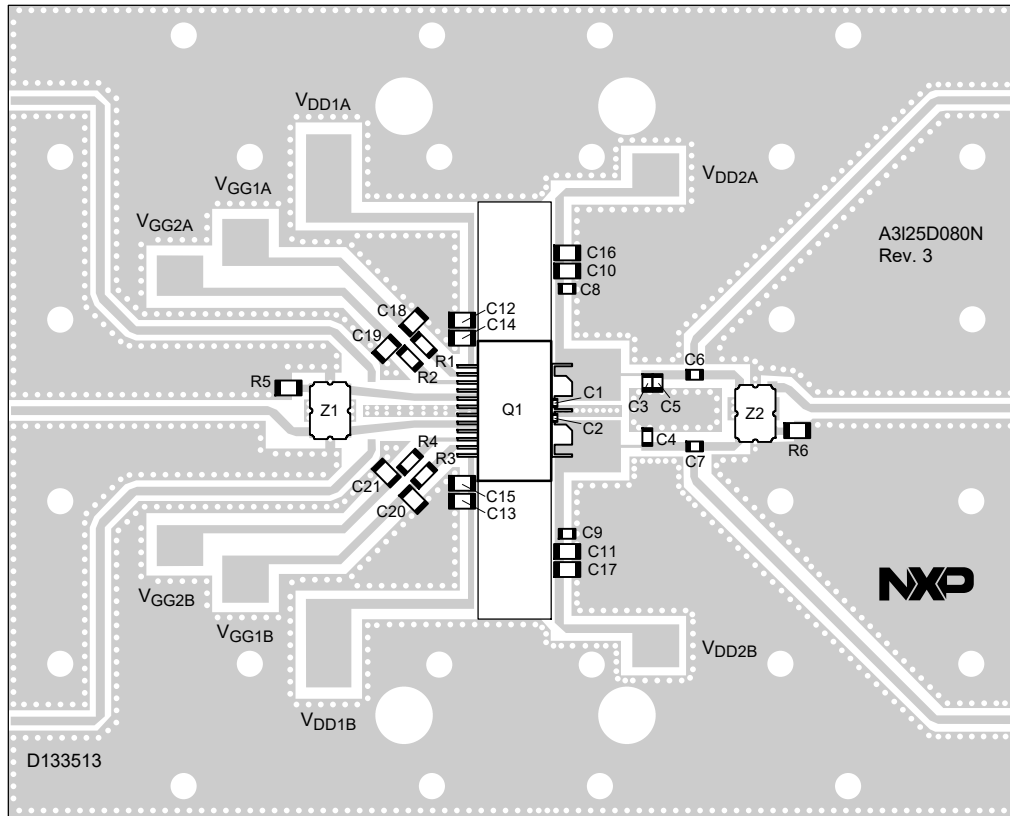 VDD1A
VDD2A
VGG1A
VGG2A
A3I25D080N
Rev. 3
C16
C10
C8
C18
C12
C19
C14
R1
R2
C6
R5
C3
C5
Z1
Q1
C1
C2
Z2
C4
C7
R6
R4
R3
C21
C20
C15
C13
C9
C11
C17
NXP
VGG2B
VGG1B
VDD2B
VDD1B
D133513